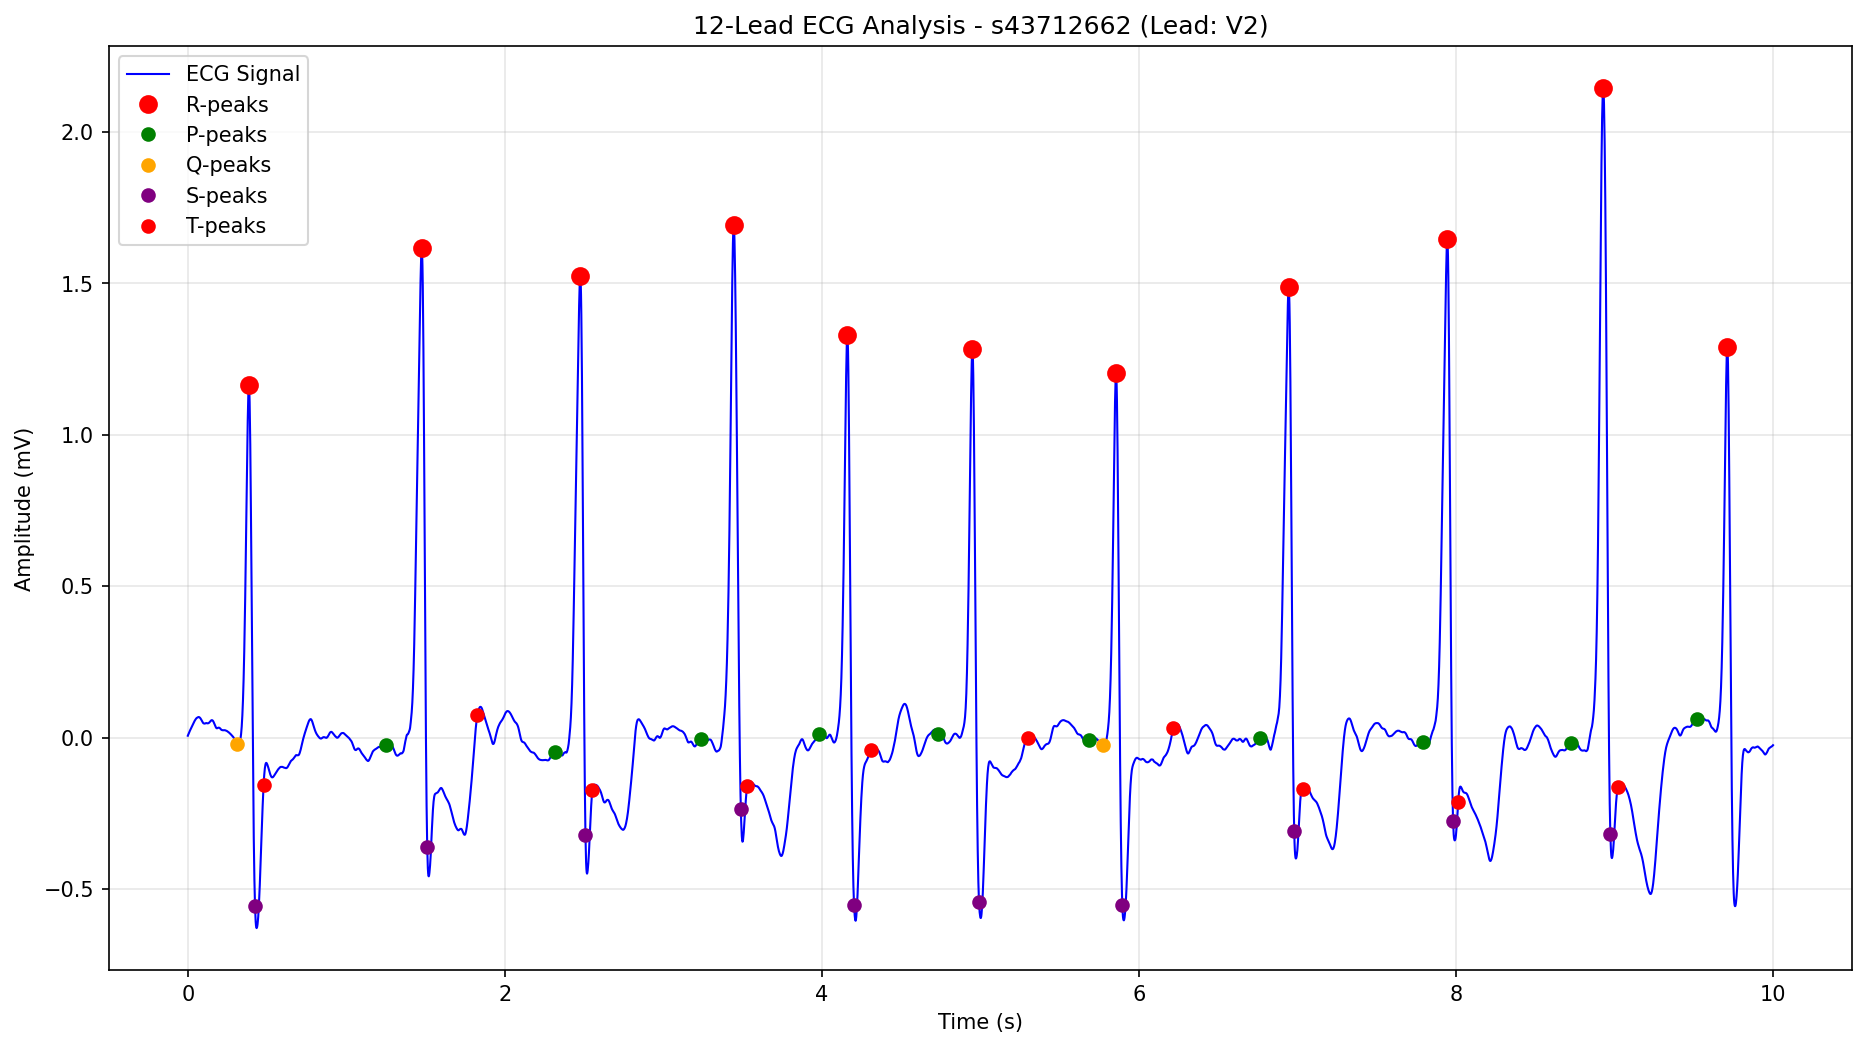 12-Lead ECG Analysis - s43712662 (Lead: V2)
ECG Signal
R-peaks
P-peaks
Q-peaks
S-peaks
T-peaks
2.0
1.5
1.0
0.5
0.0
−0.5
Amplitude (mV)
0 2 4 6 8 10
Time (s)